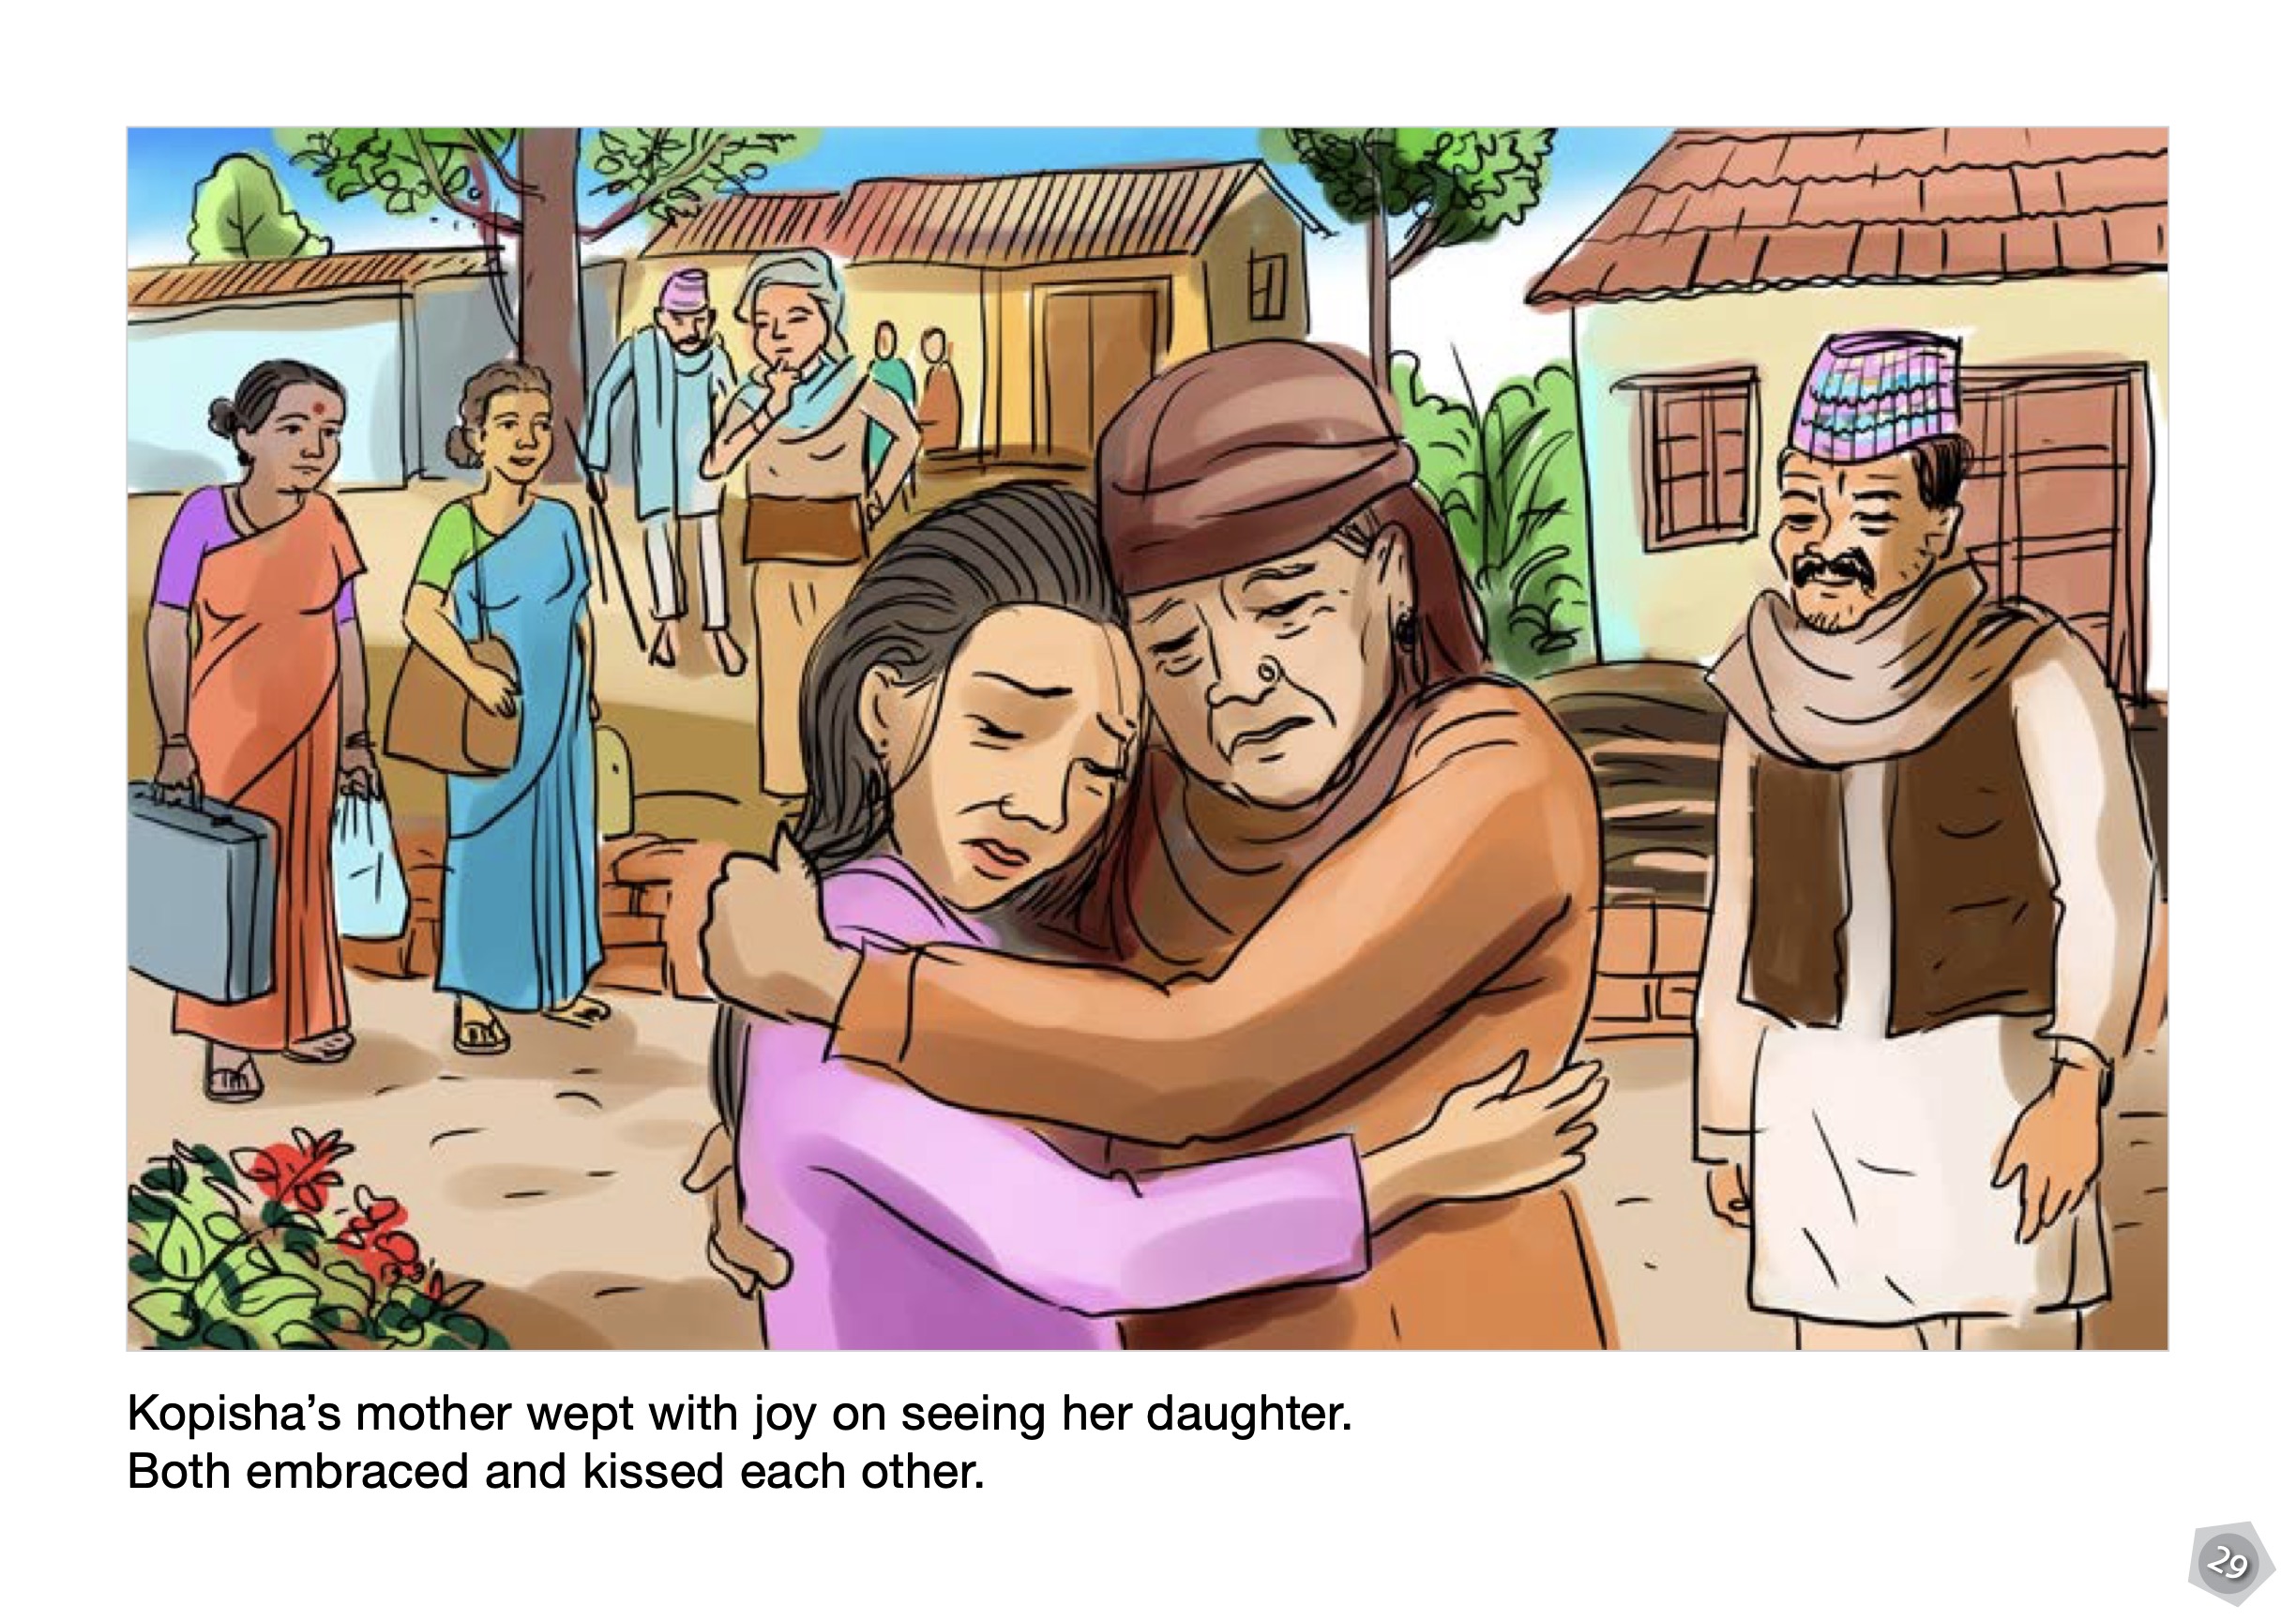 Kopisha’s mother wept with joy on seeing her daughter.
Both embraced and kissed each other.
29